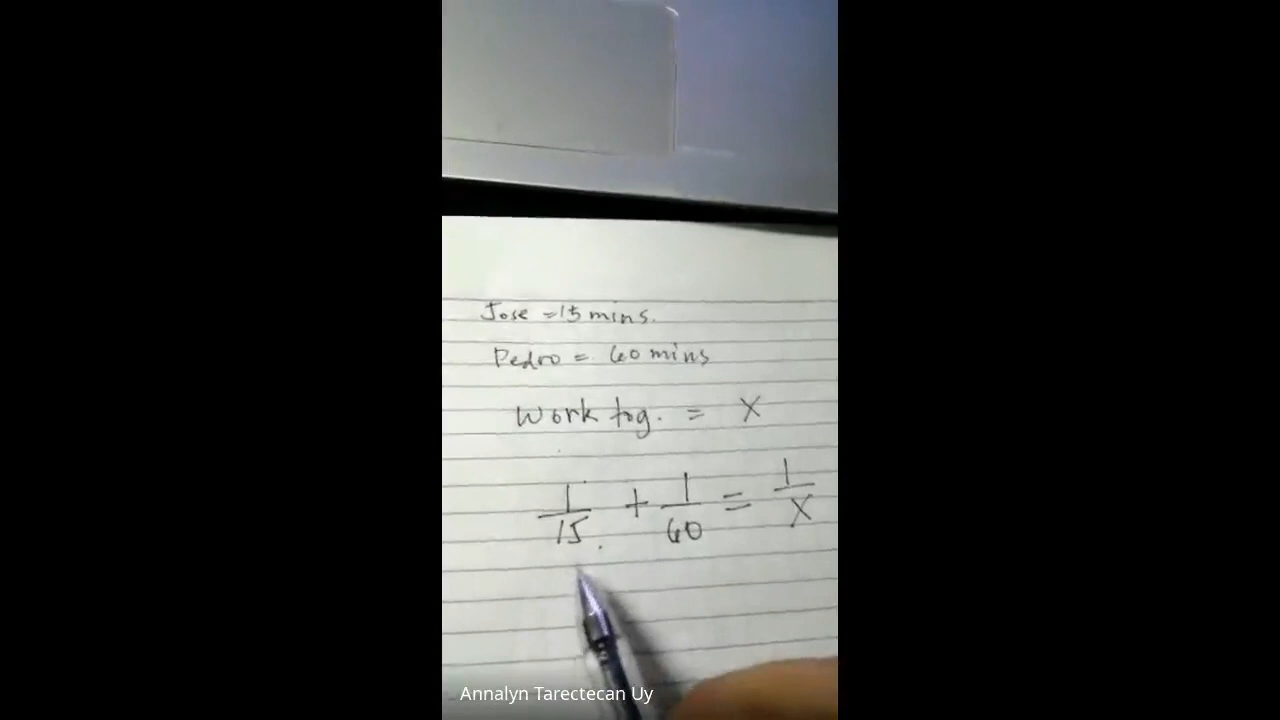 Jose = 15 mins.
Pedro = 60 mins
Work tog. = X
1/15 + 1/60 = 1/X
Annalyn Tarectecan Uy